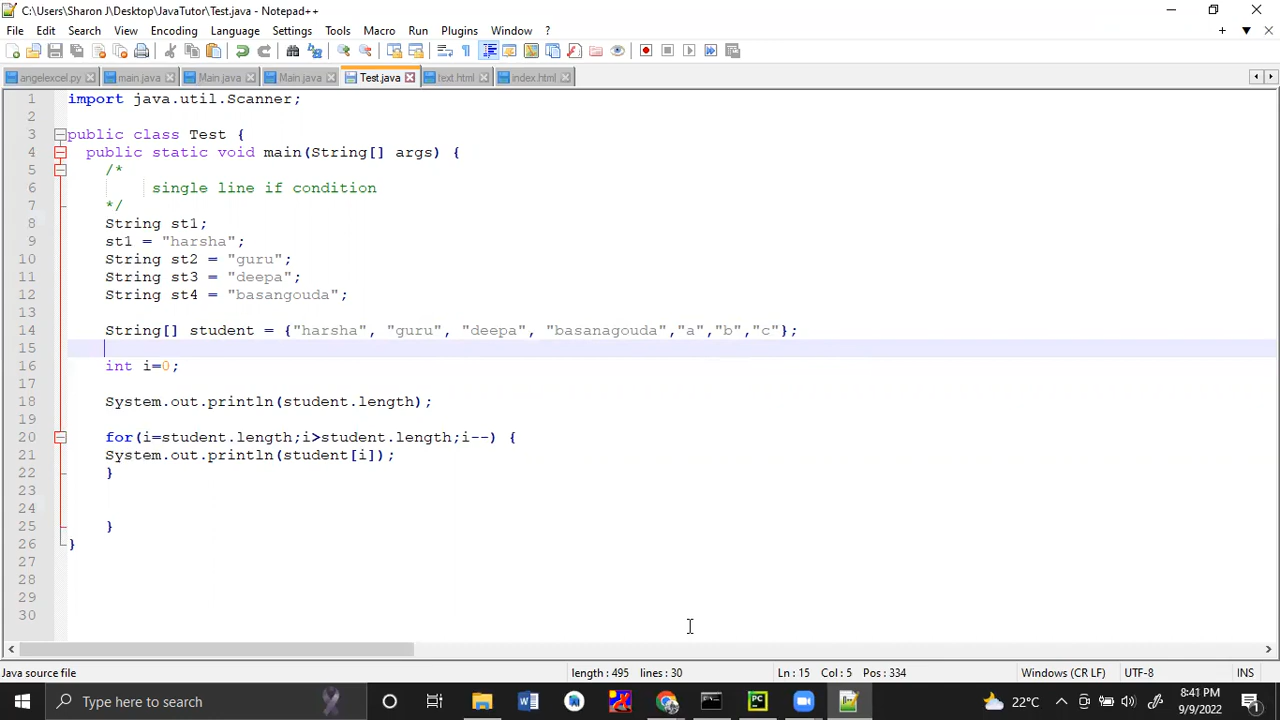 C:\Users\Sharon J\Desktop\JavaTutor\Test.java - Notepad++
File Edit Search View Encoding Language Settings Tools Macro Run Plugins Window ?
+ ▼ X
angelexcel.py main.java Main.java Main.java Test.java text.html index.html
1 import java.util.Scanner;
2
3 public class Test {
4 public static void main(String[] args) {
5 /*
6 single line if condition
7 */
8 String st1;
9 st1 = "harsha";
10 String st2 = "guru";
11 String st3 = "deepa";
12 String st4 = "basangouda";
13
14 String[] student = {"harsha", "guru", "deepa", "basanagouda","a","b","c"};
15
16 int i=0;
17
18 System.out.println(student.length);
19
20 for(i=student.length;i>student.length;i--) {
21 System.out.println(student[i]);
22 }
23
24
25 }
26 }
27
28
29
30
Java source file length : 495 lines : 30 Ln : 15 Col : 5 Pos : 334 Windows (CR LF) UTF-8 INS
Type here to search W PC 22°C 8:41 PM
9/9/2022 1